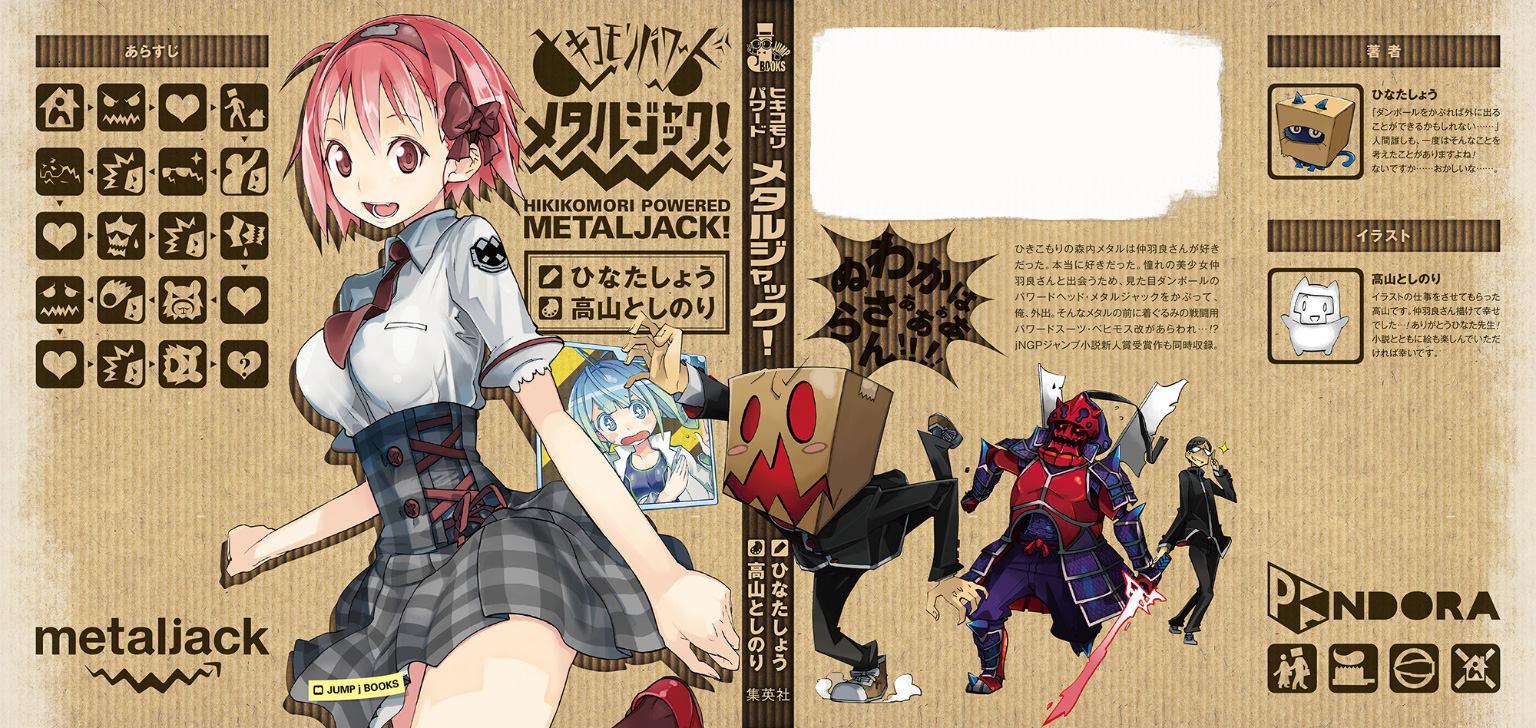 あらすじ
metaljack
ヒキコモリパワード
メタルジャック!
HIKIKOMORI POWERED
METALJACK!
ひなたしょう
高山としのり
JUMP j BOOKS
JUMP
j BOOKS
ヒキコモリ
パワード
メタルジャック!
ひなたしょう
高山としのり
集英社
わかはぁぁぁぁ
ぬらさん!!!
ひきこもりの森内メタルは仲羽良さんが好き
だった。本当に好きだった。憧れの美少女仲
羽良さんと出会うため、見た目ダンボールの
パワードヘッド・メタルジャックをかぶって、
俺、外出。そんなメタルの前に着ぐるみの戦闘用
パワードスーツ・ベヒモス改があらわれ…!?
jNGPジャンプ小説新人賞受賞作も同時収録。
著者
ひなたしょう
「ダンボールをかぶれば外に出る
ことができるかもしれない……」
人間誰しも、一度はそんなことを
考えたことがありますよね!
ないですか……おかしいな……。
イラスト
高山としのり
イラストの仕事をさせてもらった
高山です。仲羽良さん描けて幸せ
でした…!ありがとうひなた先生!
小説とともに絵も楽しんでいただ
ければ幸いです。
PANDORA